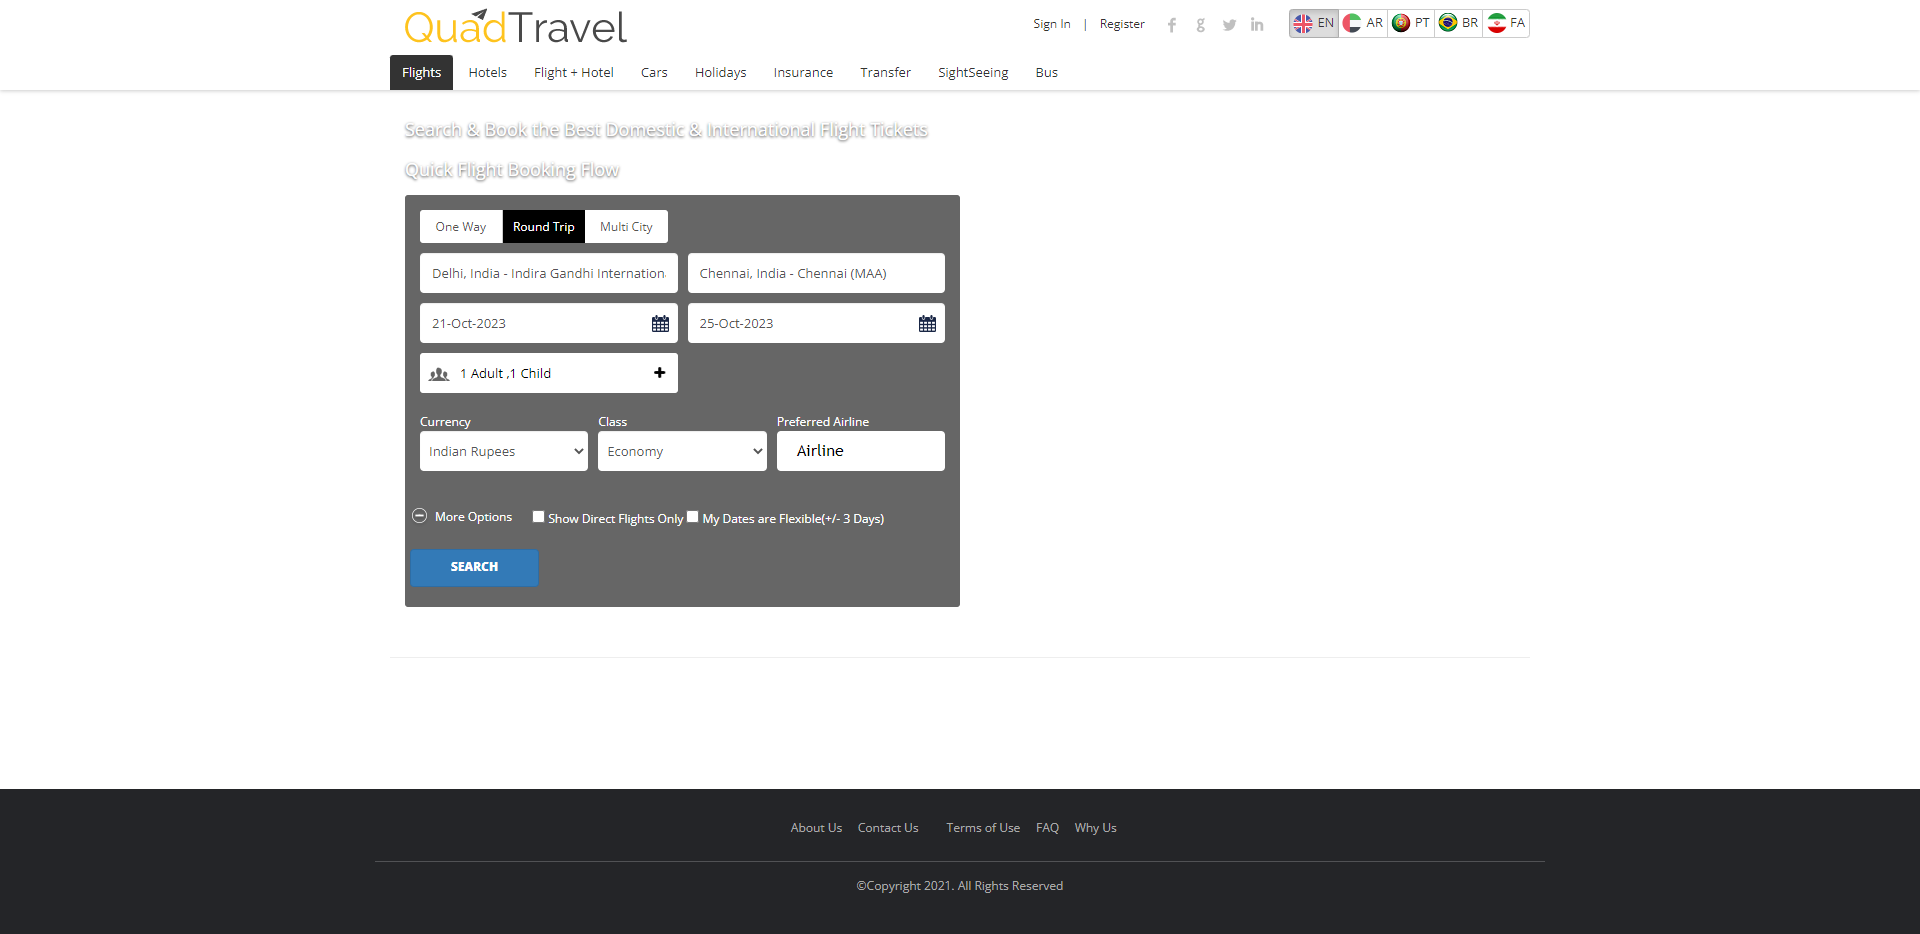 QuadTravel
Sign In | Register
EN AR PT BR FA
Flights Hotels Flight + Hotel Cars Holidays Insurance Transfer SightSeeing Bus
Search & Book the Best Domestic & International Flight Tickets
Quick Flight Booking Flow
One Way Round Trip Multi City
Delhi, India - Indira Gandhi Internation
Chennai, India - Chennai (MAA)
21-Oct-2023
25-Oct-2023
1 Adult ,1 Child
Currency Class Preferred Airline
Indian Rupees Economy Airline
More Options Show Direct Flights Only My Dates are Flexible(+/- 3 Days)
SEARCH
About Us Contact Us Terms of Use FAQ Why Us
©Copyright 2021. All Rights Reserved